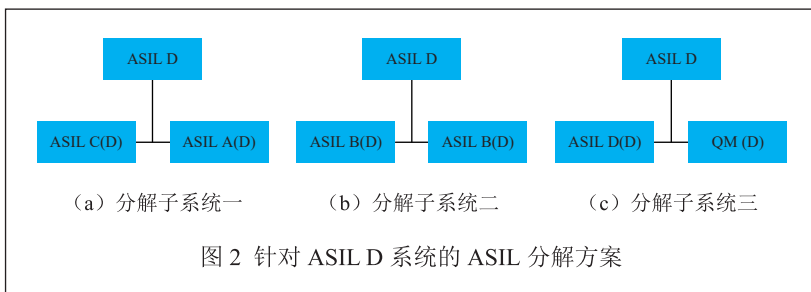 ASIL D ASIL D ASIL D
ASIL C(D) ASIL A(D) ASIL B(D) ASIL B(D) ASIL D(D) QM (D)
（a）分解子系统一 （b）分解子系统二 （c）分解子系统三
图 2 针对 ASIL D 系统的 ASIL 分解方案